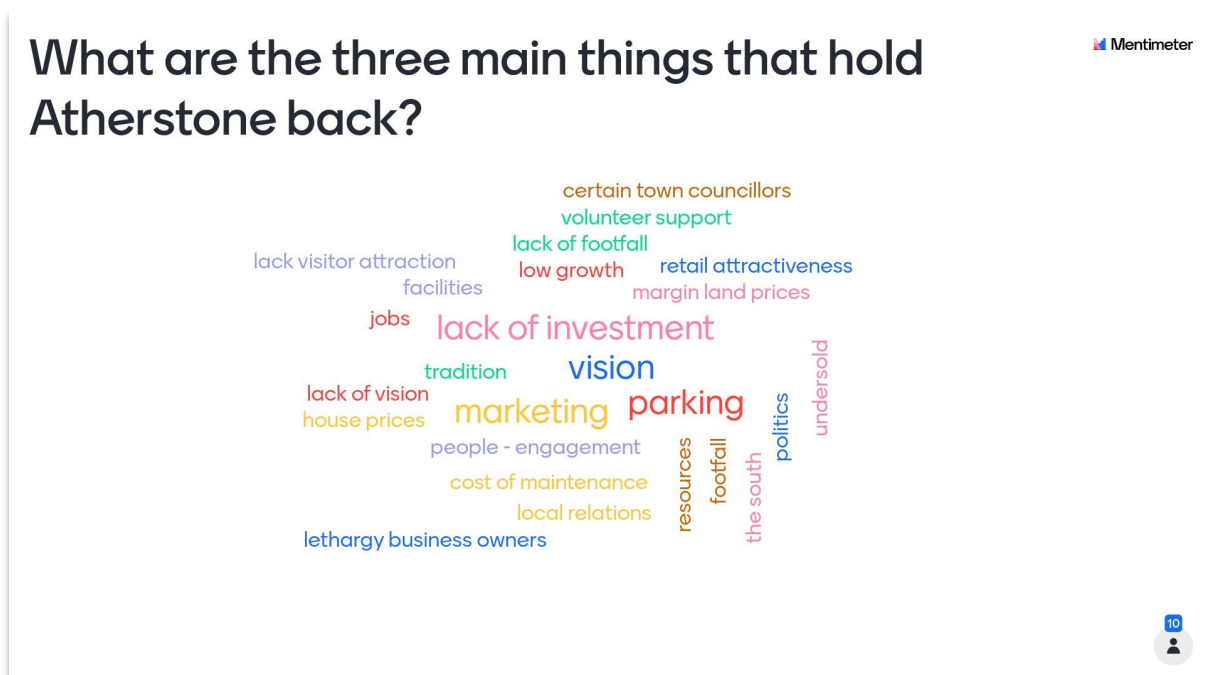 What are the three main things that hold
Atherstone back?
Mentimeter
certain town councillors
volunteer support
lack of footfall
lack visitor attraction
low growth
retail attractiveness
facilities
margin land prices
jobs
lack of investment
vision
tradition
undersold
lack of vision
marketing
parking
politics
house prices
people - engagement
resources
footfall
the south
cost of maintenance
local relations
lethargy business owners
10